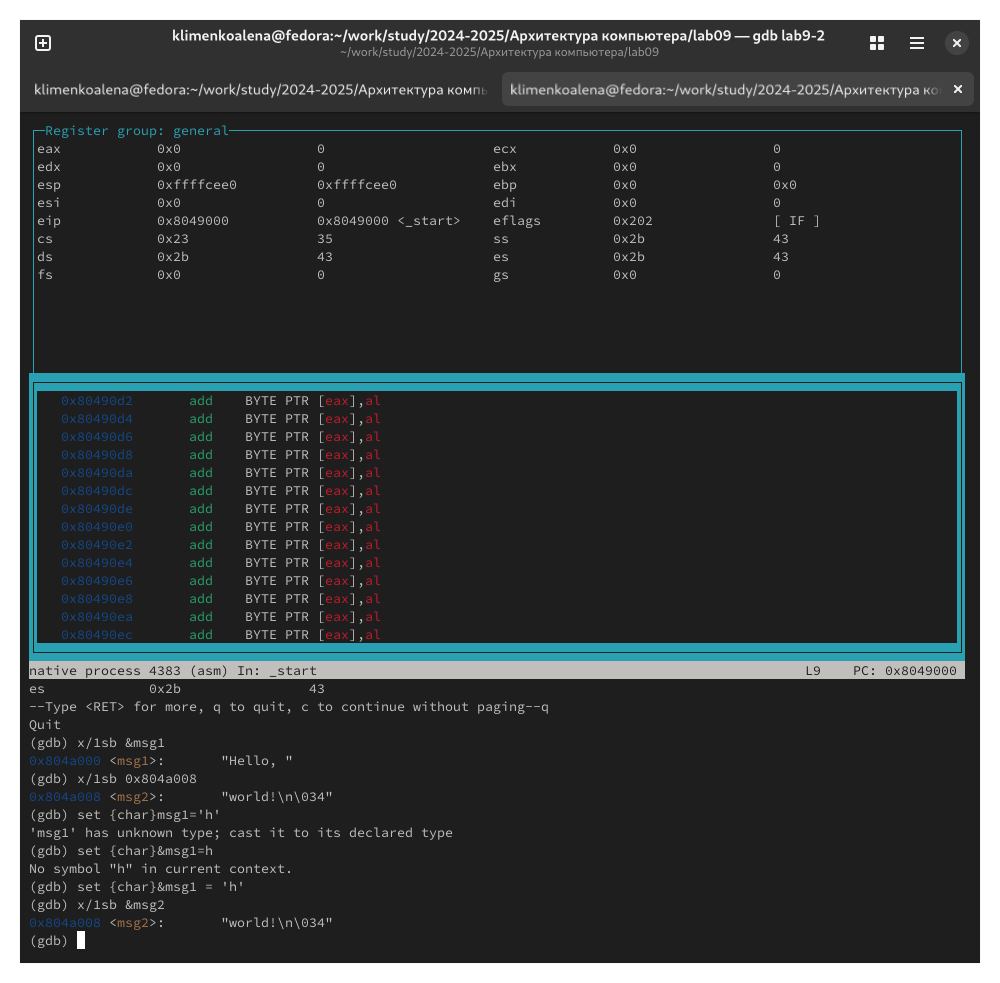 klimenkoalena@fedora:~/work/study/2024-2025/Архитектура компьютера/lab09 — gdb lab9-2
~/work/study/2024-2025/Архитектура компьютера/lab09
klimenkoalena@fedora:~/work/study/2024-2025/Архитектура компь klimenkoalena@fedora:~/work/study/2024-2025/Архитектура ко
Register group: general
eax 0x0 0 ecx 0x0 0
edx 0x0 0 ebx 0x0 0
esp 0xffffcee0 0xffffcee0 ebp 0x0 0x0
esi 0x0 0 edi 0x0 0
eip 0x8049000 0x8049000 <_start> eflags 0x202 [ IF ]
cs 0x23 35 ss 0x2b 43
ds 0x2b 43 es 0x2b 43
fs 0x0 0 gs 0x0 0
0x80490d2 add BYTE PTR [eax],al
0x80490d4 add BYTE PTR [eax],al
0x80490d6 add BYTE PTR [eax],al
0x80490d8 add BYTE PTR [eax],al
0x80490da add BYTE PTR [eax],al
0x80490dc add BYTE PTR [eax],al
0x80490de add BYTE PTR [eax],al
0x80490e0 add BYTE PTR [eax],al
0x80490e2 add BYTE PTR [eax],al
0x80490e4 add BYTE PTR [eax],al
0x80490e6 add BYTE PTR [eax],al
0x80490e8 add BYTE PTR [eax],al
0x80490ea add BYTE PTR [eax],al
0x80490ec add BYTE PTR [eax],al
native process 4383 (asm) In: _start L9 PC: 0x8049000
es 0x2b 43
--Type <RET> for more, q to quit, c to continue without paging--q
Quit
(gdb) x/1sb &msg1
0x804a000 <msg1>: "Hello, "
(gdb) x/1sb 0x804a008
0x804a008 <msg2>: "world!\n\034"
(gdb) set {char}msg1='h'
'msg1' has unknown type; cast it to its declared type
(gdb) set {char}&msg1=h
No symbol "h" in current context.
(gdb) set {char}&msg1 = 'h'
(gdb) x/1sb &msg2
0x804a008 <msg2>: "world!\n\034"
(gdb)